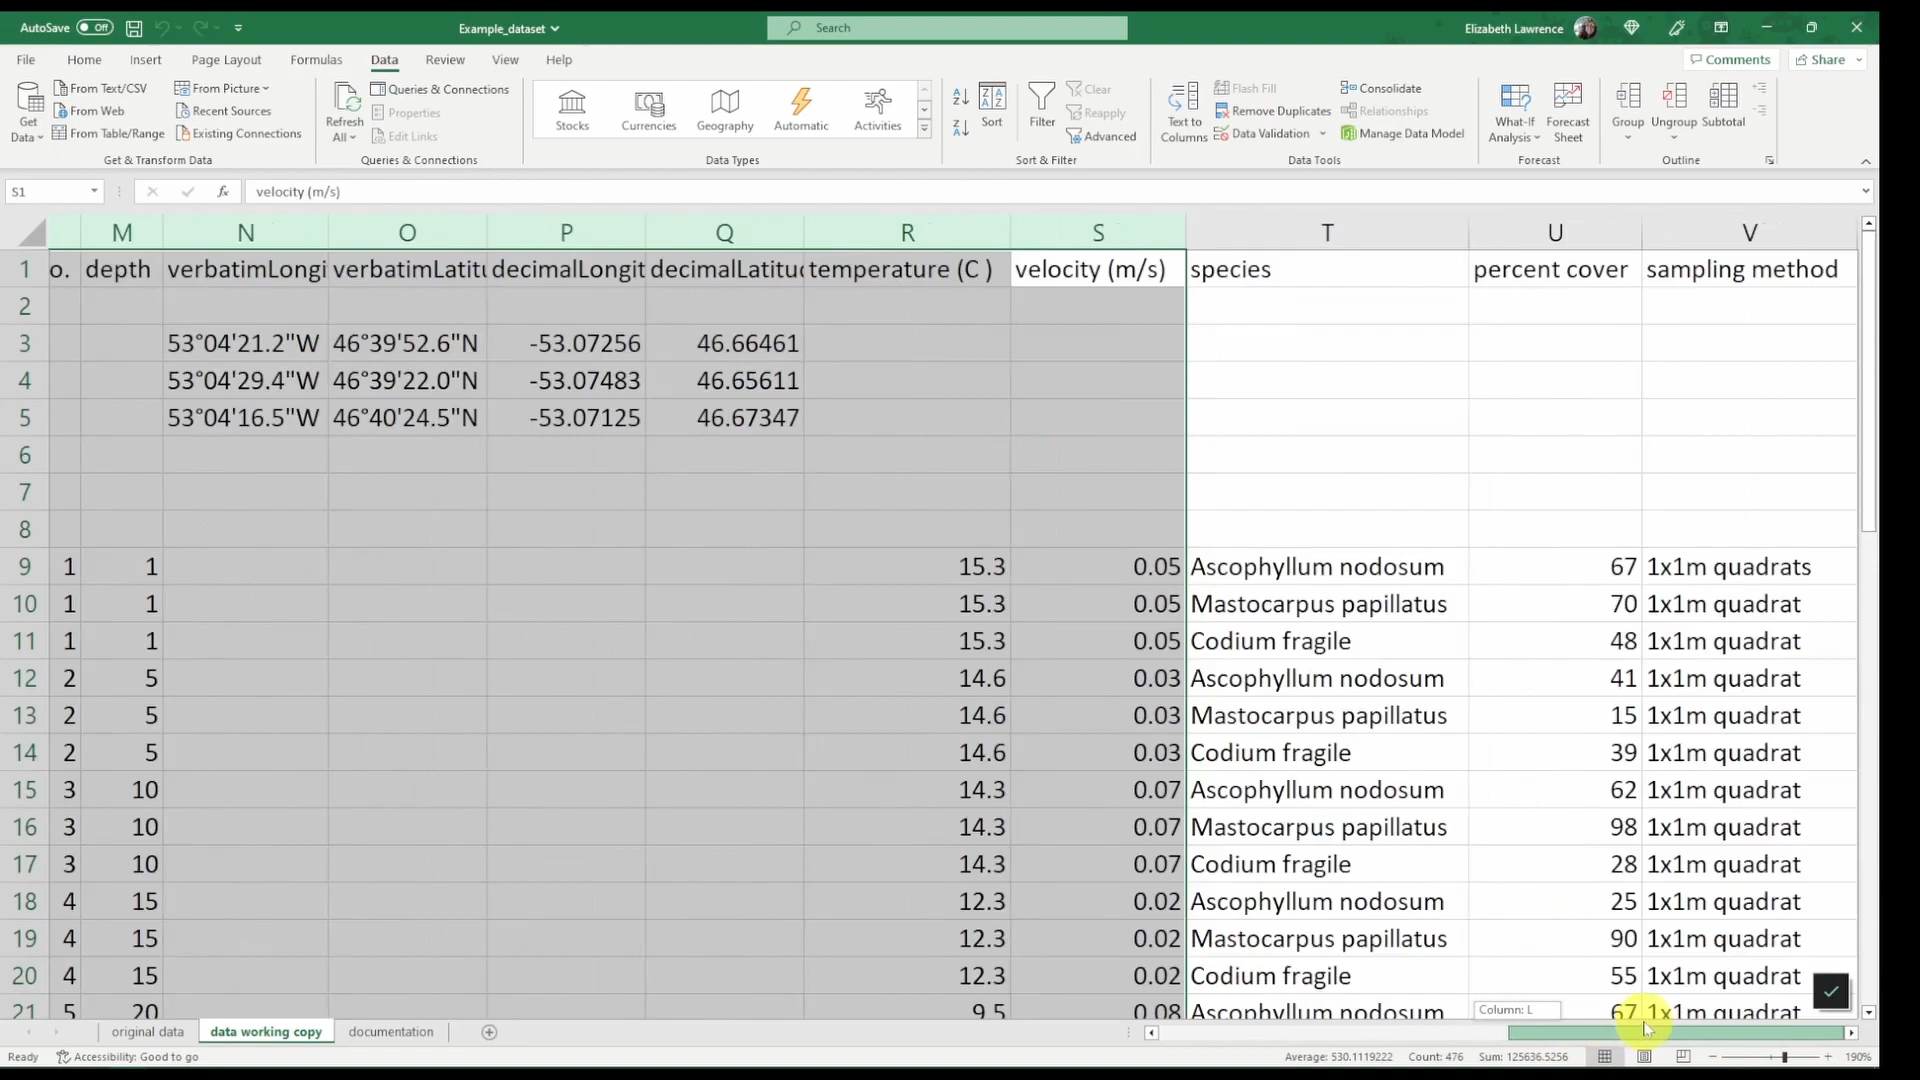 AutoSave Off Example_dataset Search Elizabeth Lawrence
File Home Insert Page Layout Formulas Data Review View Help Comments Share
Get Data From Text/CSV From Web From Table/Range From Picture Recent Sources Existing Connections
Get & Transform Data
Refresh All Queries & Connections Properties Edit Links
Queries & Connections
Stocks Currencies Geography Automatic Activities
Data Types
Sort Filter Clear Reapply Advanced
Sort & Filter
Text to Columns Flash Fill Remove Duplicates Data Validation Consolidate Relationships Manage Data Model
Data Tools
What-If Analysis Forecast Sheet
Forecast
Group Ungroup Subtotal
Outline
S1 fx velocity (m/s)
M N O P Q R S T U V
1 o. depth verbatimLongi verbatimLatitu decimalLongit decimalLatitud temperature (C ) velocity (m/s) species percent cover sampling method
2
3 53°04'21.2"W 46°39'52.6"N -53.07256 46.66461
4 53°04'29.4"W 46°39'22.0"N -53.07483 46.65611
5 53°04'16.5"W 46°40'24.5"N -53.07125 46.67347
6
7
8
9 1 1 15.3 0.05 Ascophyllum nodosum 67 1x1m quadrats
10 1 1 15.3 0.05 Mastocarpus papillatus 70 1x1m quadrat
11 1 1 15.3 0.05 Codium fragile 48 1x1m quadrat
12 2 5 14.6 0.03 Ascophyllum nodosum 41 1x1m quadrat
13 2 5 14.6 0.03 Mastocarpus papillatus 15 1x1m quadrat
14 2 5 14.6 0.03 Codium fragile 39 1x1m quadrat
15 3 10 14.3 0.07 Ascophyllum nodosum 62 1x1m quadrat
16 3 10 14.3 0.07 Mastocarpus papillatus 98 1x1m quadrat
17 3 10 14.3 0.07 Codium fragile 28 1x1m quadrat
18 4 15 12.3 0.02 Ascophyllum nodosum 25 1x1m quadrat
19 4 15 12.3 0.02 Mastocarpus papillatus 90 1x1m quadrat
20 4 15 12.3 0.02 Codium fragile 55 1x1m quadrat
21 5 20 9.5 0.08 Ascophyllum nodosum 67 1x1m quadrat
Column: L
original data data working copy documentation
Ready Accessibility: Good to go Average: 530.1119222 Count: 476 Sum: 125636.5256 190%